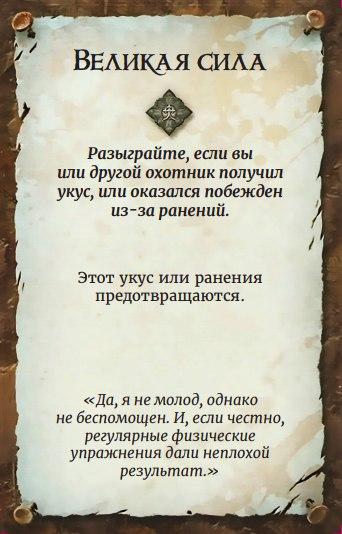 Великая сила
Разыграйте, если вы
или другой охотник получил
укус, или оказался побежден
из-за ранений.
Этот укус или ранения
предотвращаются.
«Да, я не молод, однако
не беспомощен. И, если честно,
регулярные физические
упражнения дали неплохой
результат.»